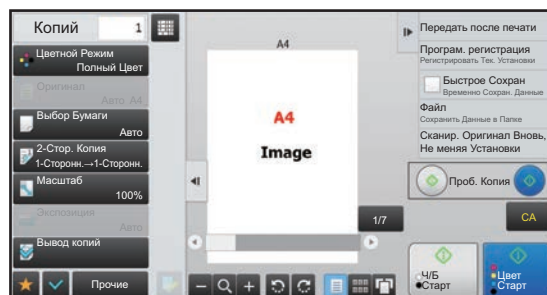 Копий 1
Цветной Режим
Полный Цвет
Оригинал
Авто A4
Выбор Бумаги
Авто
2-Стор. Копия
1-Сторонн.→1-Сторонн.
Масштаб
100%
Экспозиция
Авто
Вывод копий
Прочие
A4
A4
Image
1/7
Передать после печати
Програм. регистрация
Регистрировать Тек. Установки
Быстрое Сохран
Временно Сохран. Данные
Файл
Сохранить Данные в Папке
Сканир. Оригинал Вновь,
Не меняя Установки
Проб. Копия
CA
Ч/Б
Старт
Цвет
Старт